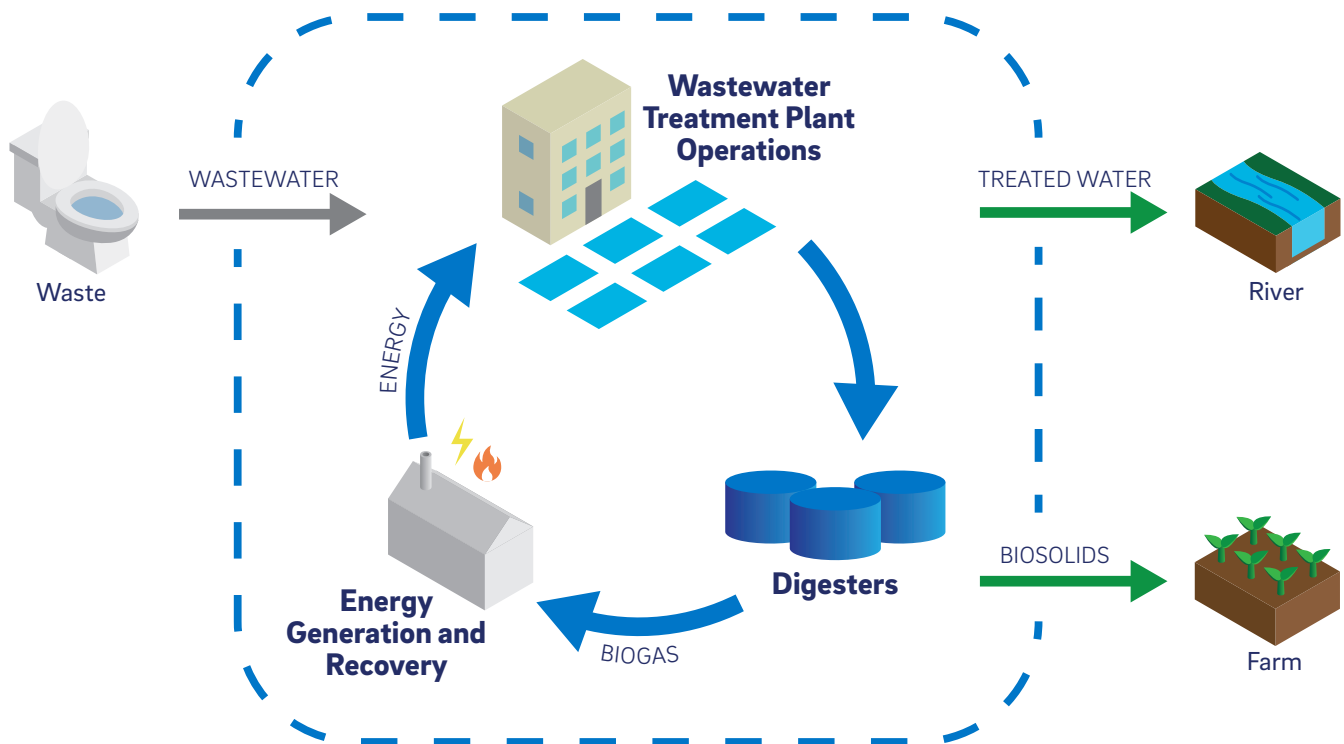 Wastewater
Treatment Plant
Operations
WASTEWATER
TREATED WATER
Waste
River
ENERGY
Digesters
BIOSOLIDS
Energy
Generation and
Recovery
BIOGAS
Farm